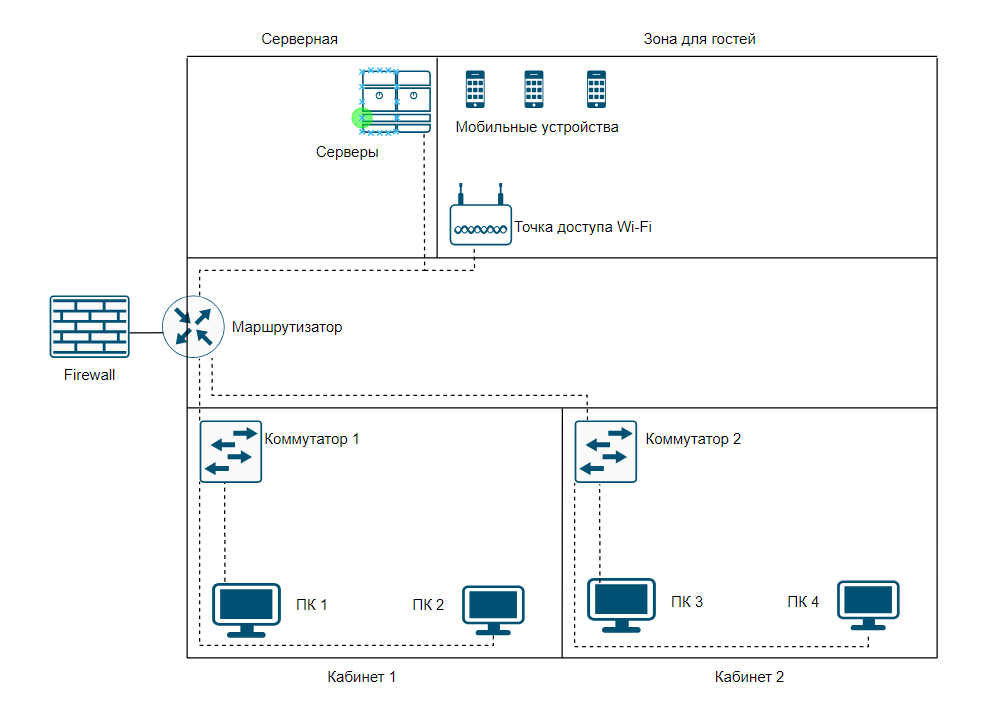 Серверная
Зона для гостей
Мобильные устройства
Серверы
Точка доступа Wi-Fi
Маршрутизатор
Firewall
Коммутатор 1
Коммутатор 2
ПК 1
ПК 2
ПК 3
ПК 4
Кабинет 1
Кабинет 2